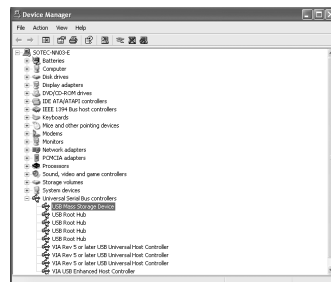 Device Manager
File Action View Help
SOTEC-NN03-E
Batteries
Computer
Disk drives
Display adapters
DVD/CD-ROM drives
IDE ATA/ATAPI controllers
IEEE 1394 Bus host controllers
Keyboards
Mice and other pointing devices
Modems
Monitors
Network adapters
PCMCIA adapters
Processors
Sound, video and game controllers
Storage volumes
System devices
Universal Serial Bus controllers
USB Mass Storage Device
USB Root Hub
USB Root Hub
USB Root Hub
USB Root Hub
VIA Rev 5 or later USB Universal Host Controller
VIA Rev 5 or later USB Universal Host Controller
VIA Rev 5 or later USB Universal Host Controller
VIA USB Enhanced Host Controller